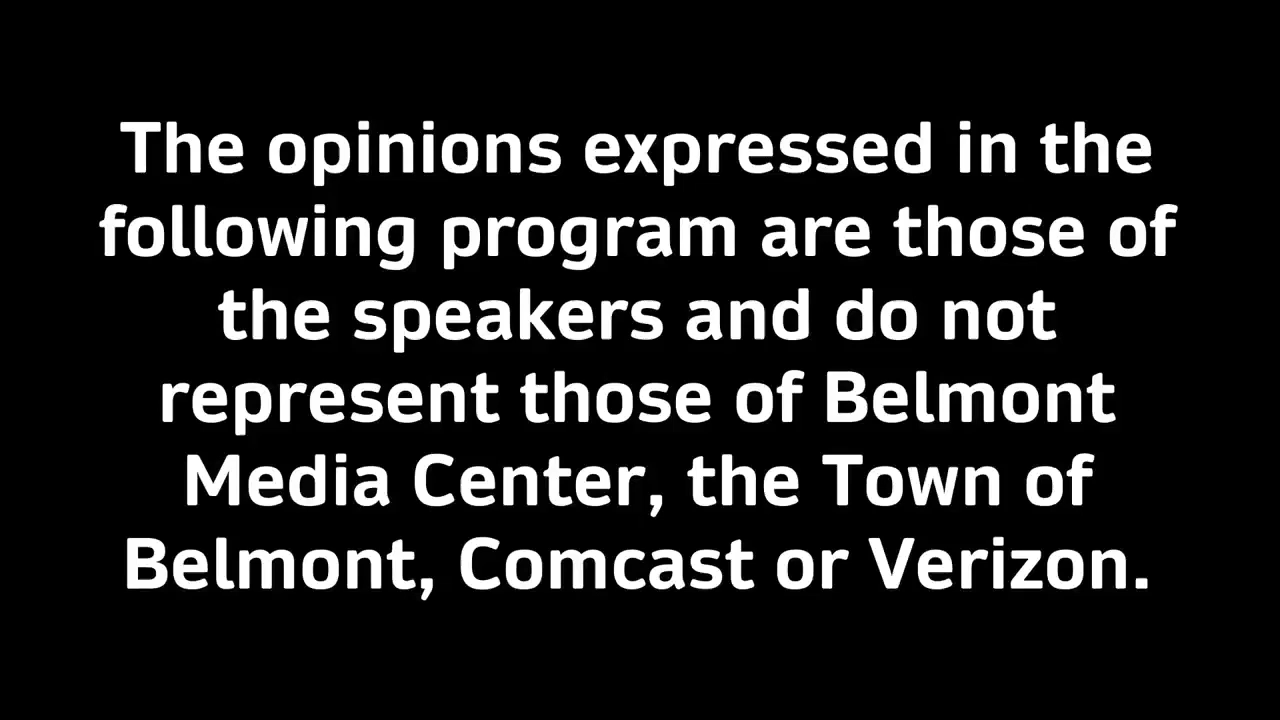 The opinions expressed in the
following program are those of
the speakers and do not
represent those of Belmont
Media Center, the Town of
Belmont, Comcast or Verizon.